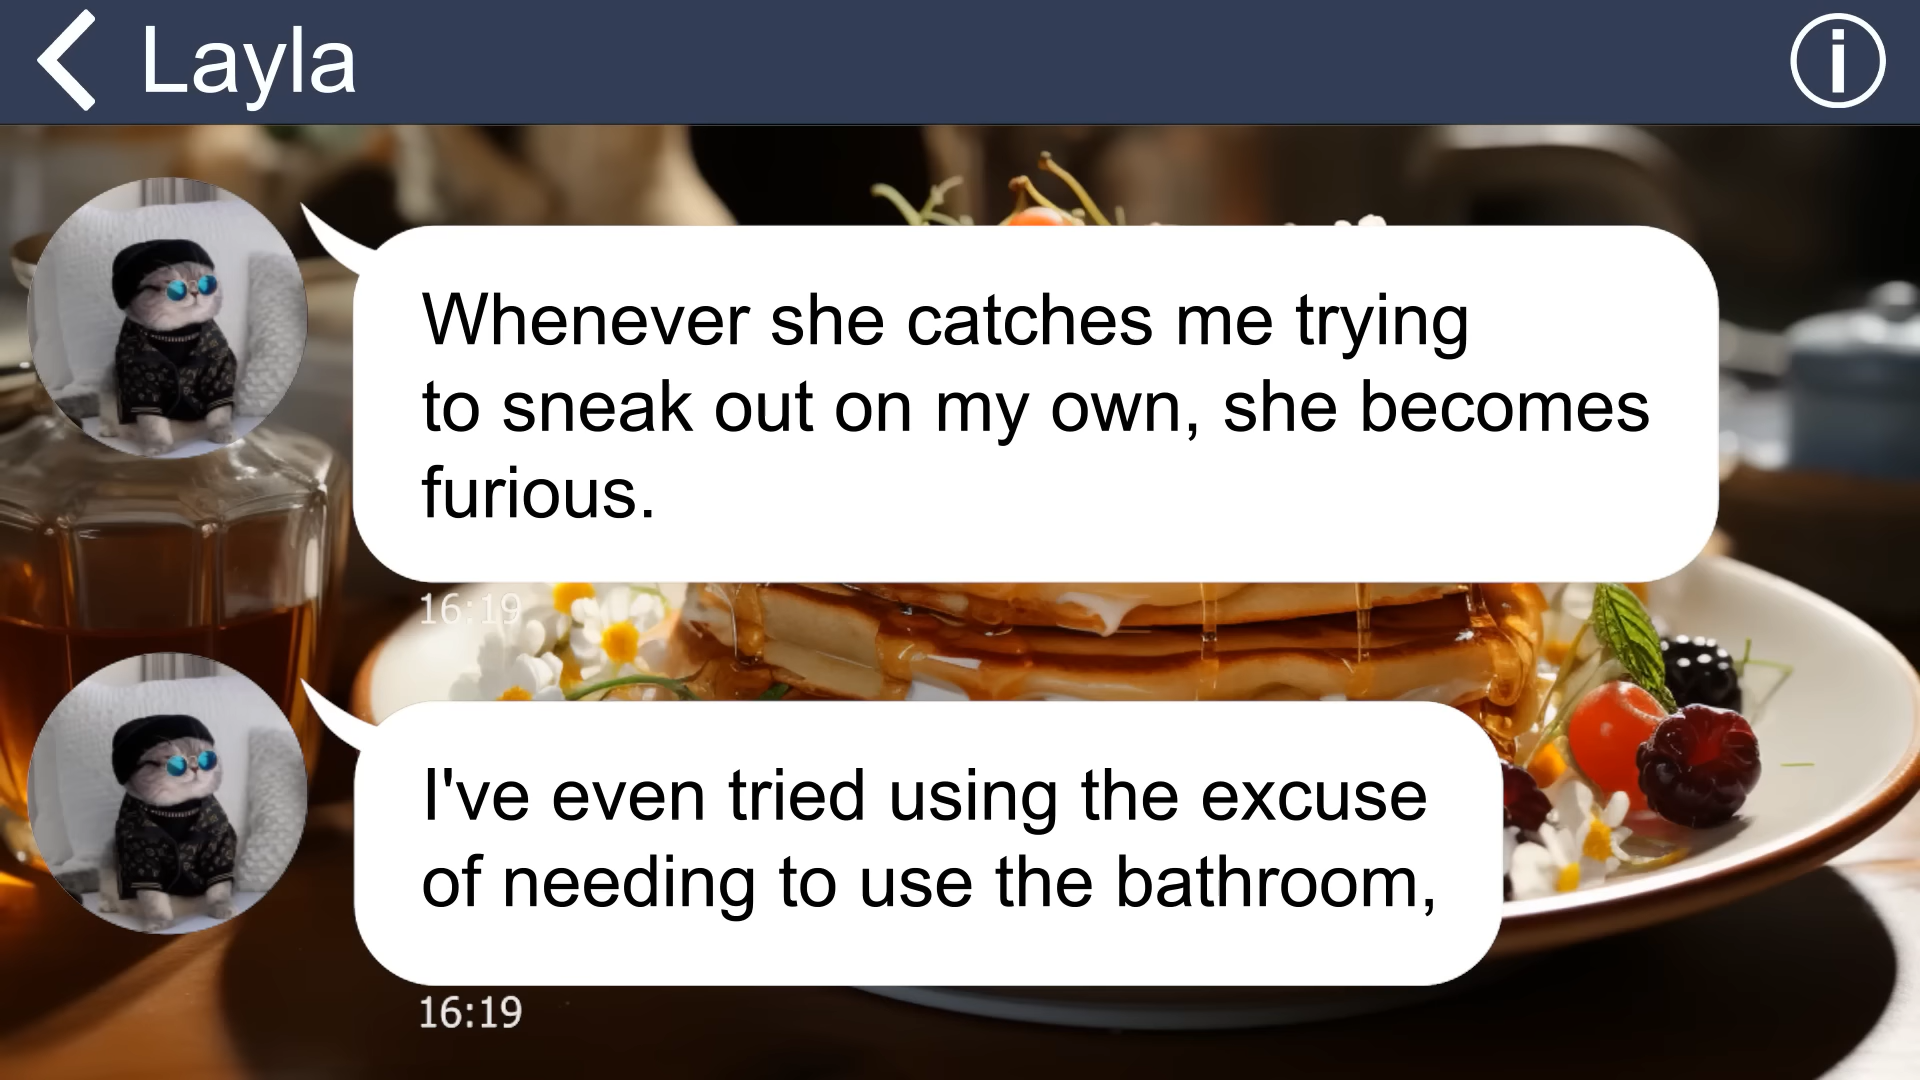 Layla
Whenever she catches me trying
to sneak out on my own, she becomes
furious.
16:19
I've even tried using the excuse
of needing to use the bathroom,
16:19